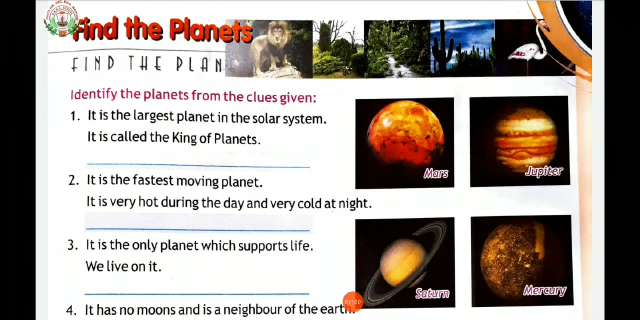 Find the Planets
FIND THE PLAN
Identify the planets from the clues given:
1. It is the largest planet in the solar system.
It is called the King of Planets.
Mars
Jupiter
2. It is the fastest moving planet.
It is very hot during the day and very cold at night.
3. It is the only planet which supports life.
We live on it.
Saturn
Mercury
4. It has no moons and is a neighbour of the earth.